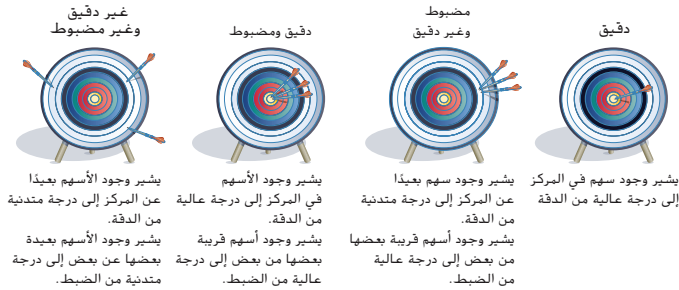 دقيق
يشير وجود سهم في المركز
إلى درجة عالية من الدقة
مضبوط
وغير دقيق
يشير وجود سهم بعيدًا
عن المركز إلى درجة متدنية
من الدقة.
يشير وجود أسهم قريبة بعضها
من بعض إلى درجة عالية
من الضبط.
دقيق ومضبوط
يشير وجود الأسهم
في المركز إلى درجة عالية
من الدقة.
يشير وجود أسهم قريبة
بعضها من بعض إلى درجة
عالية من الضبط.
غير دقيق
وغير مضبوط
يشير وجود الأسهم بعيدًا
عن المركز إلى درجة متدنية
من الدقة.
يشير وجود الأسهم بعيدة
بعضها عن بعض إلى درجة
متدنية من الضبط.